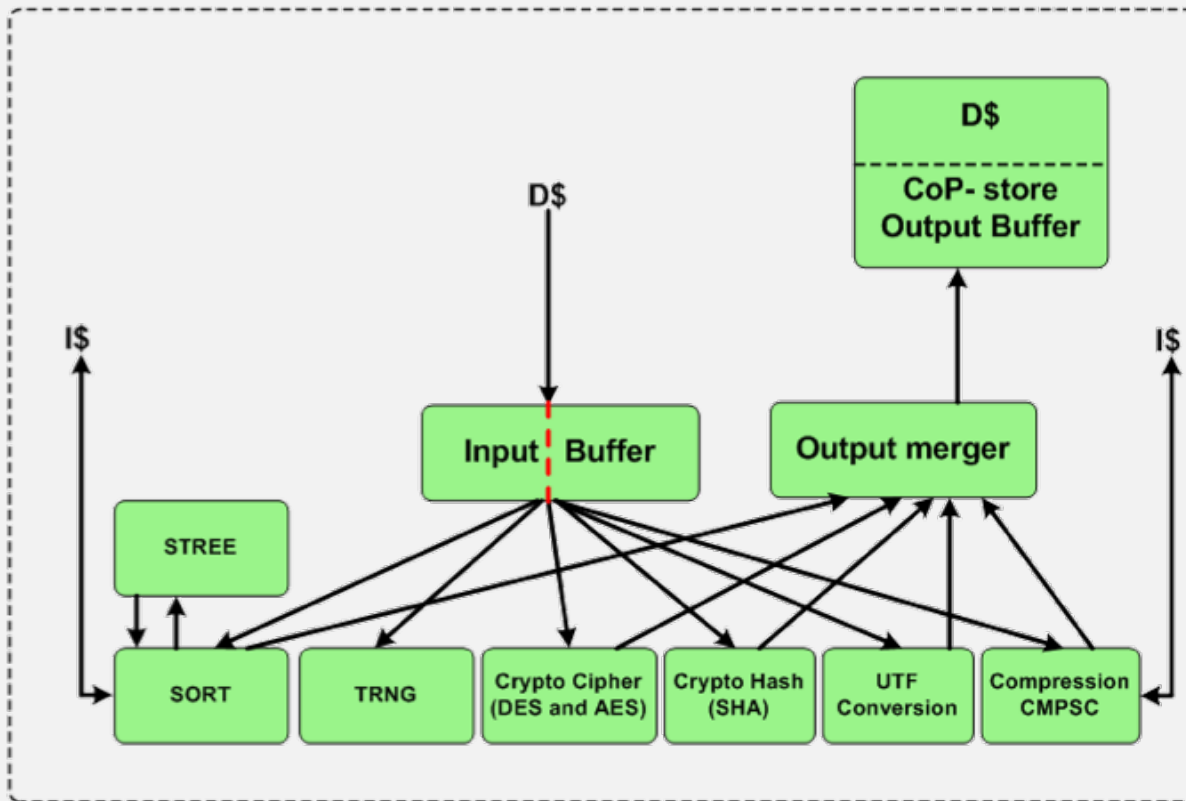 D$
CoP- store
Output Buffer
D$
I$
I$
Input Buffer
Output merger
STREE
SORT
TRNG
Crypto Cipher
(DES and AES)
Crypto Hash
(SHA)
UTF
Conversion
Compression
CMPSC